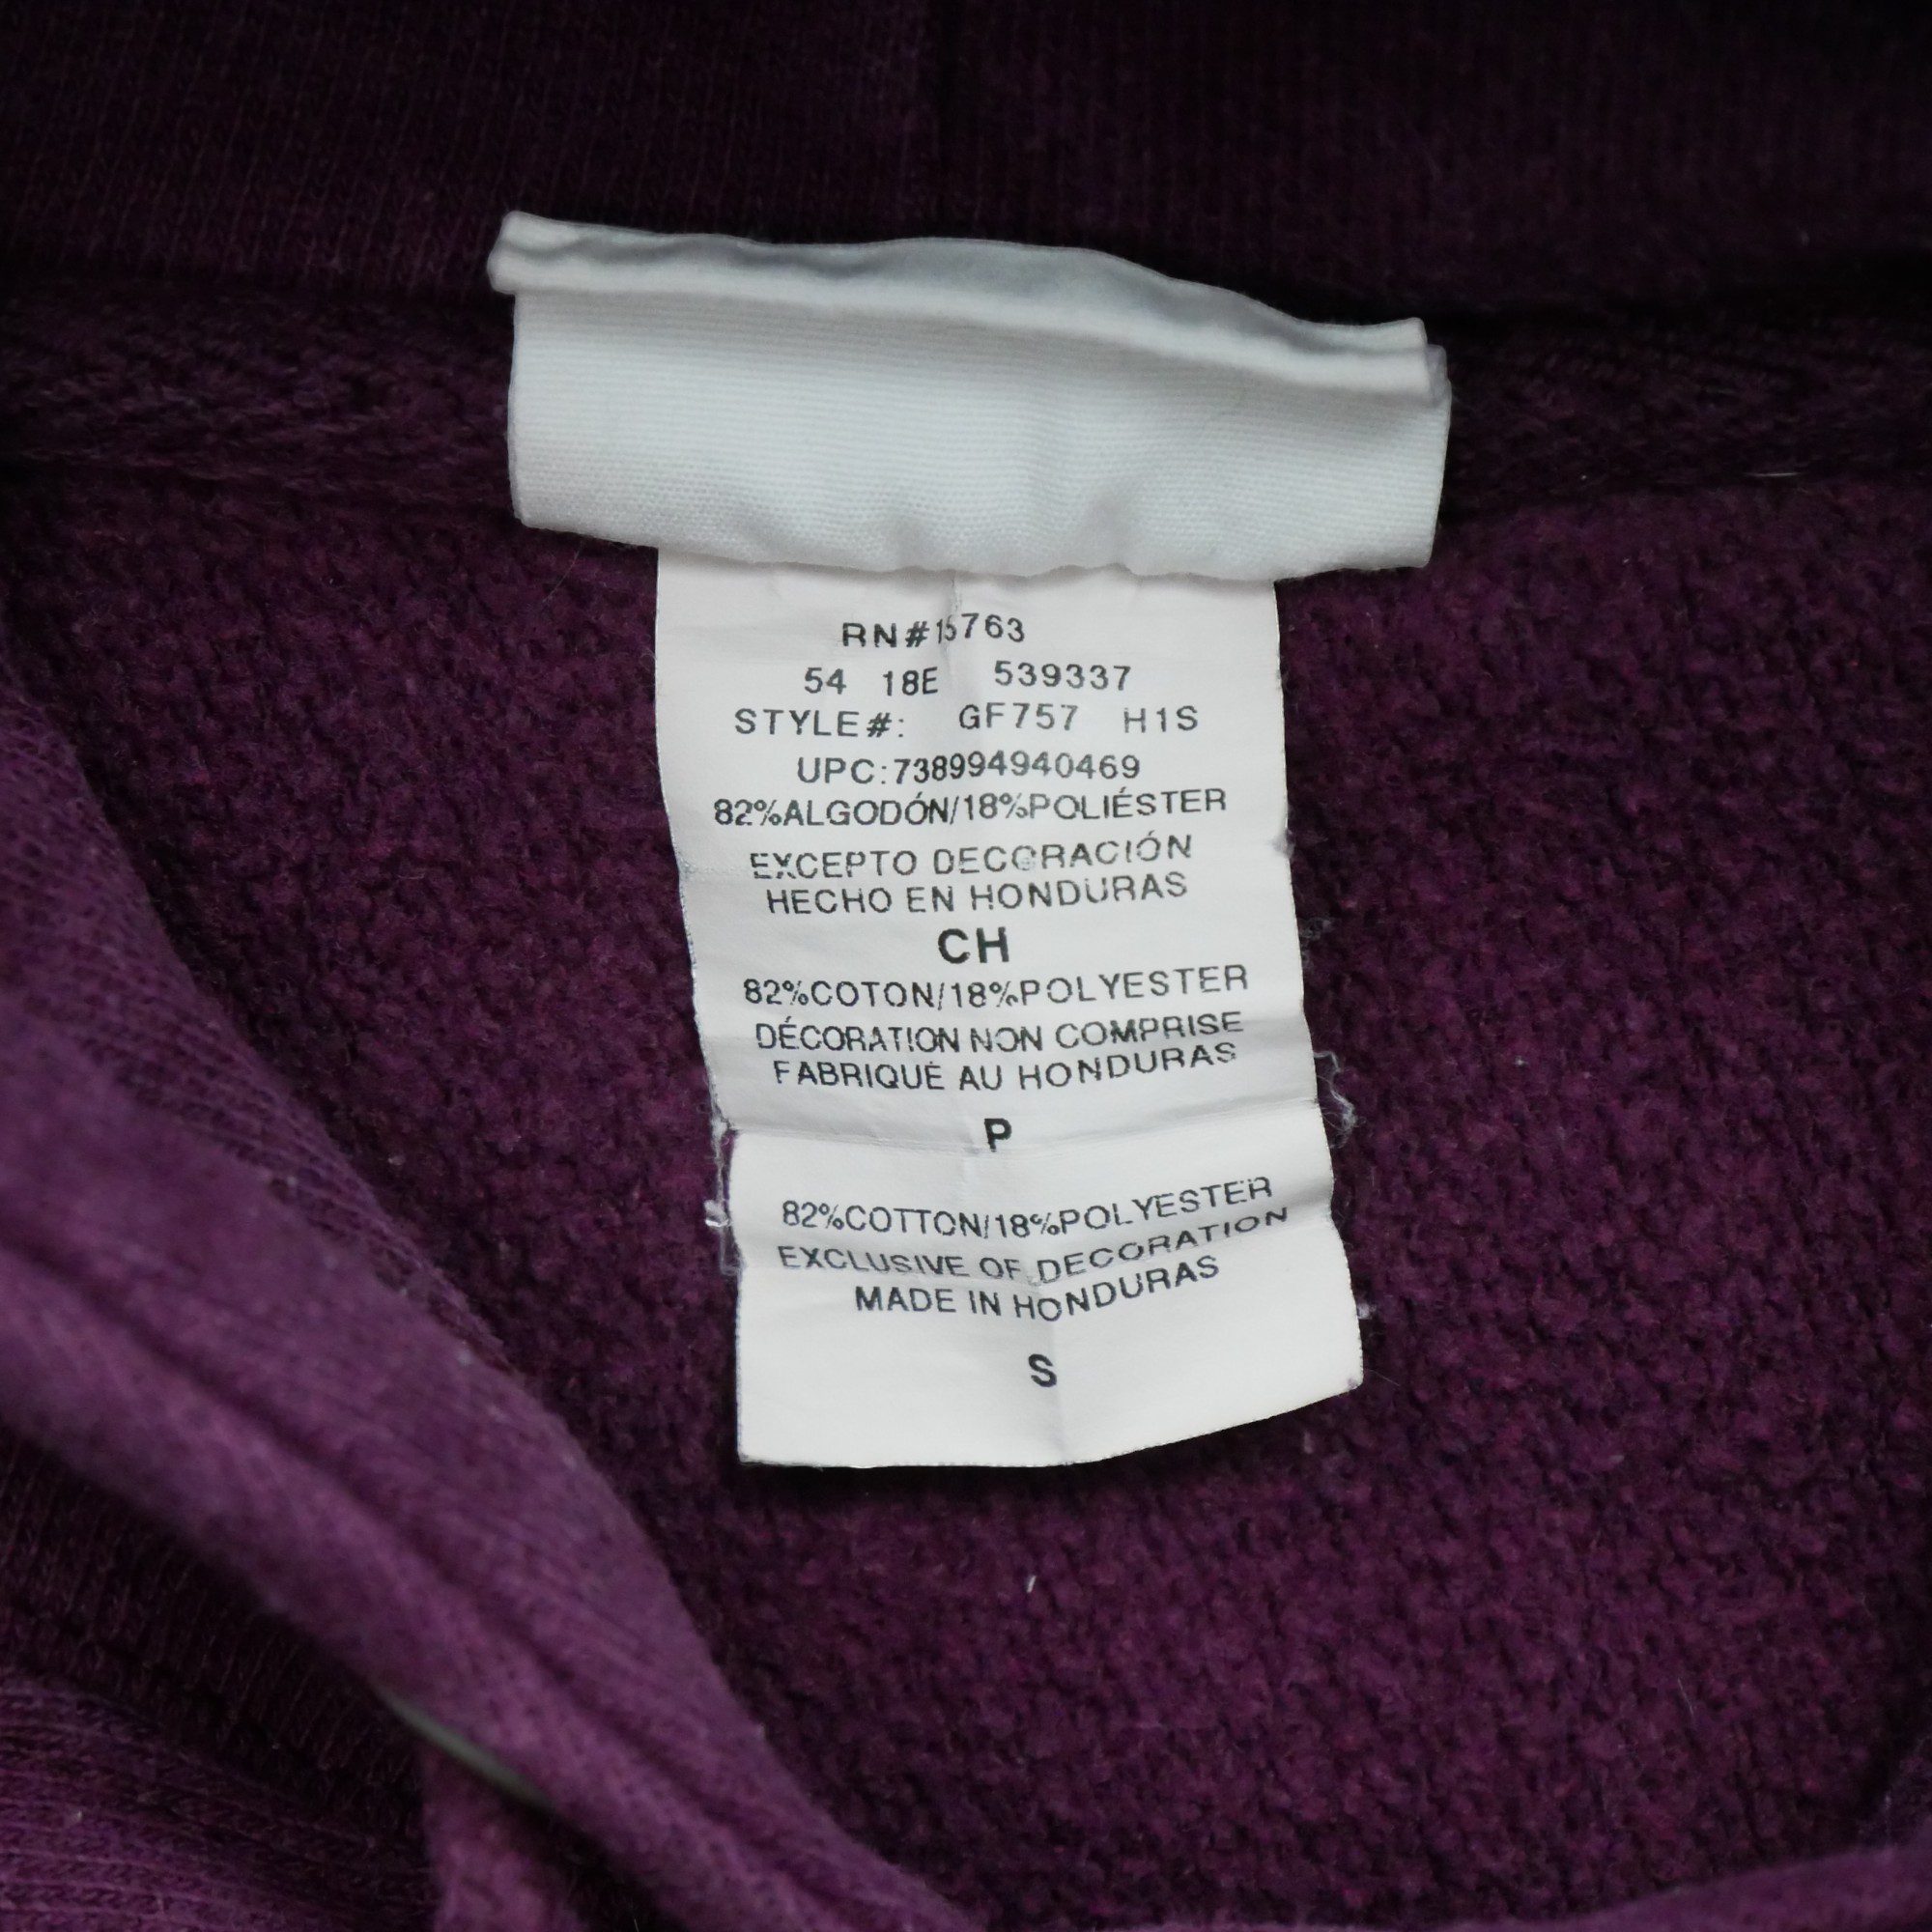 RN#15763
54 18E 539337
STYLE#: GF757 H1S
UPC:738994940469
82%ALGODÓN/18%POLIÉSTER
EXCEPTO DECORACIÓN
HECHO EN HONDURAS
CH
82%COTON/18%POLYESTER
DÉCORATION NON COMPRISE
FABRIQUÉ AU HONDURAS
P
82%COTTON/18%POLYESTER
EXCLUSIVE OF DECORATION
MADE IN HONDURAS
S